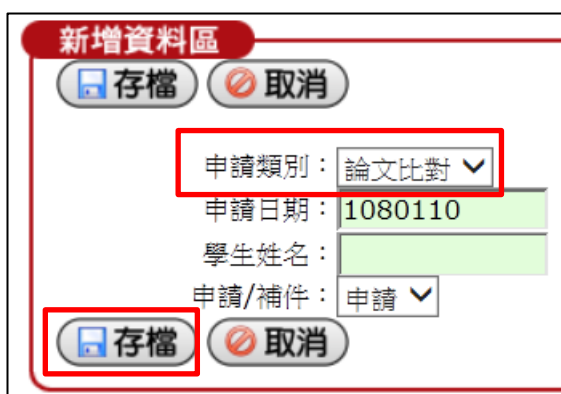 新增資料區
存檔 取消
申請類別： 論文比對
申請日期： 1080110
學生姓名：
申請/補件： 申請
存檔 取消